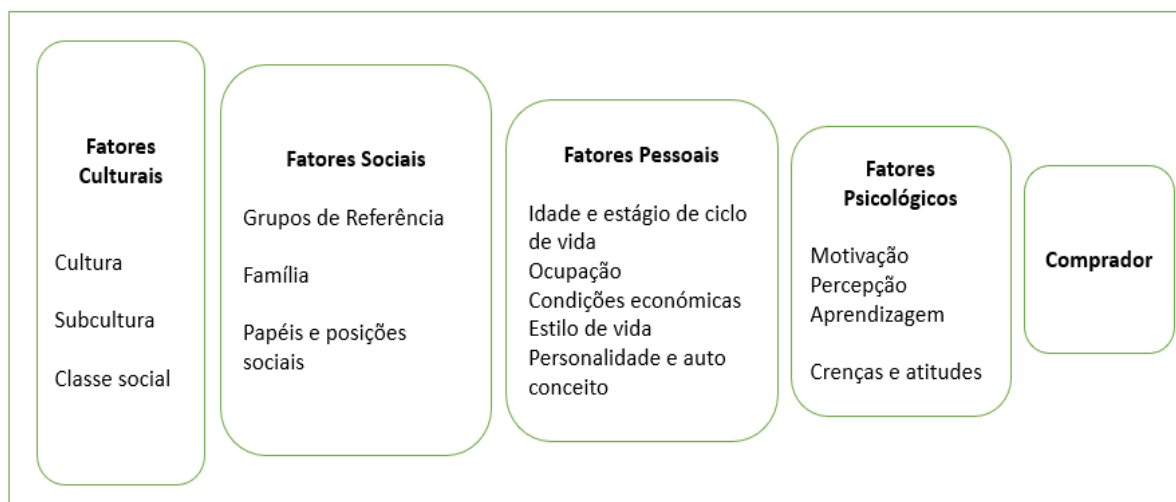 Fatores
Culturais
Cultura
Subcultura
Classe social
Fatores Sociais
Grupos de Referência
Família
Papéis e posições
sociais
Fatores Pessoais
Idade e estágio de ciclo
de vida
Ocupação
Condições económicas
Estilo de vida
Personalidade e auto
conceito
Fatores
Psicológicos
Motivação
Percepção
Aprendizagem
Crenças e atitudes
Comprador